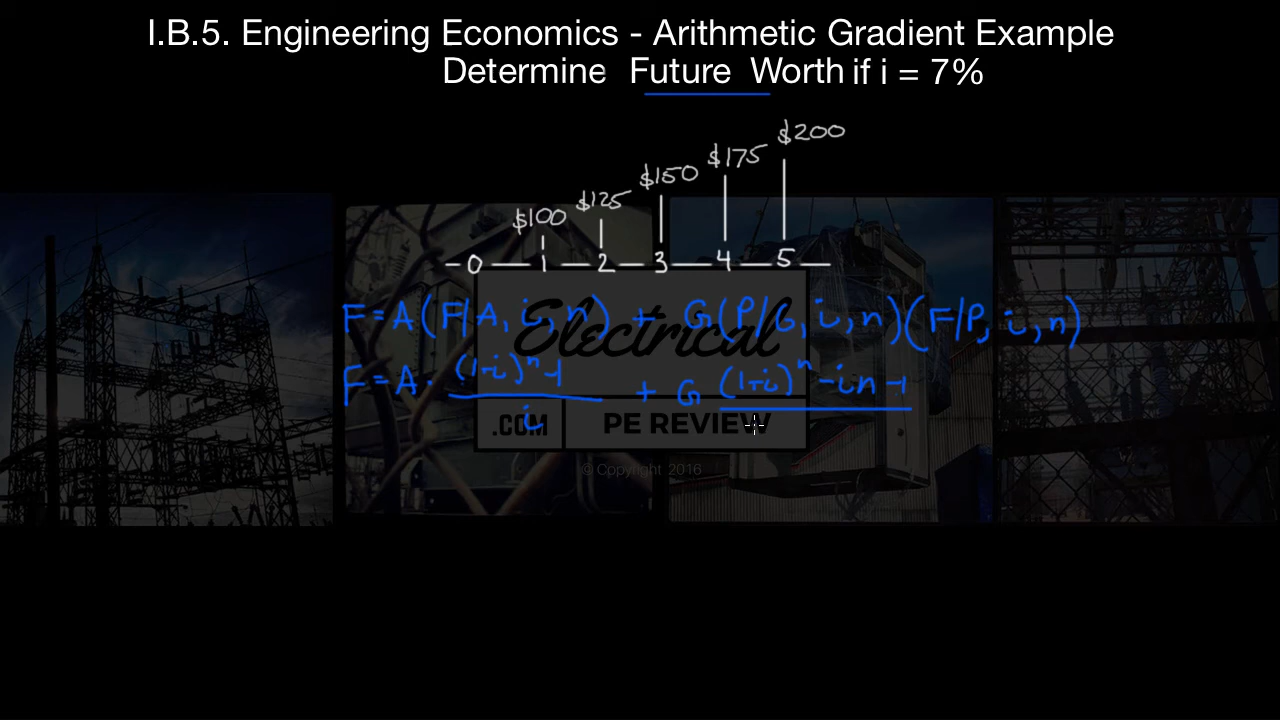 I.B.5. Engineering Economics - Arithmetic Gradient Example
Determine Future Worth if i = 7%
$100 $125 $150 $175 $200
0 1 2 3 4 5
F=A(F/A, i, n) + G(P/G, i, n)(F/P, i, n)
F=A · (1+i)^n -1 / i + G (1+i)^n -in -1
Electrical
.COM PE REVIEW
© Copyright 2016